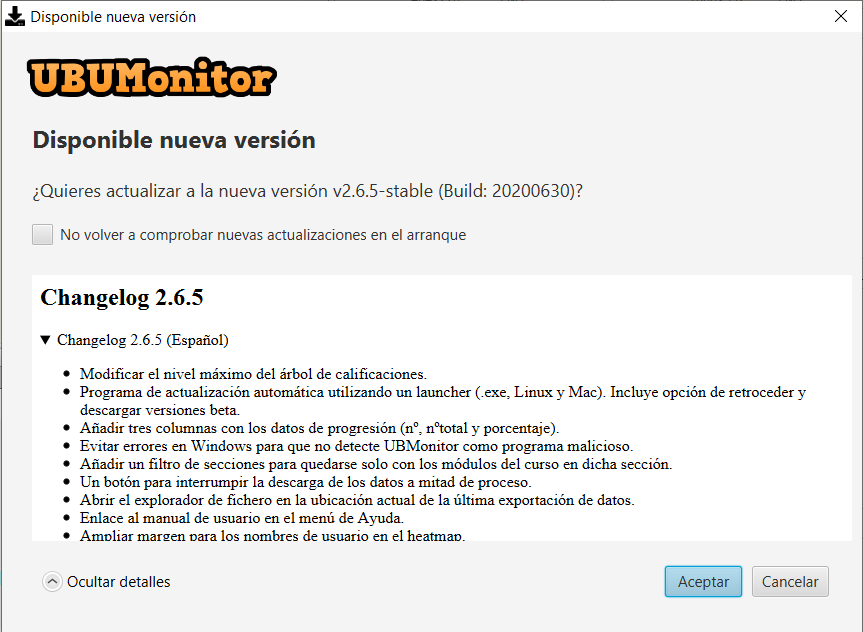 Disponible nueva versión
UBUMonitor
Disponible nueva versión
¿Quieres actualizar a la nueva versión v2.6.5-stable (Build: 20200630)?
No volver a comprobar nuevas actualizaciones en el arranque
Changelog 2.6.5
▼ Changelog 2.6.5 (Español)
• Modificar el nivel máximo del árbol de calificaciones.
• Programa de actualización automática utilizando un launcher (.exe, Linux y Mac). Incluye opción de retroceder y
descargar versiones beta.
• Añadir tres columnas con los datos de progresión (nº, nºtotal y porcentaje).
• Evitar errores en Windows para que no detecte UBMonitor como programa malicioso.
• Añadir un filtro de secciones para quedarse solo con los módulos del curso en dicha sección.
• Un botón para interrumpir la descarga de los datos a mitad de proceso.
• Abrir el explorador de fichero en la ubicación actual de la última exportación de datos.
• Enlace al manual de usuario en el menú de Ayuda.
• Ampliar margen para los nombres de usuario en el heatmap.
Ocultar detalles
Aceptar
Cancelar